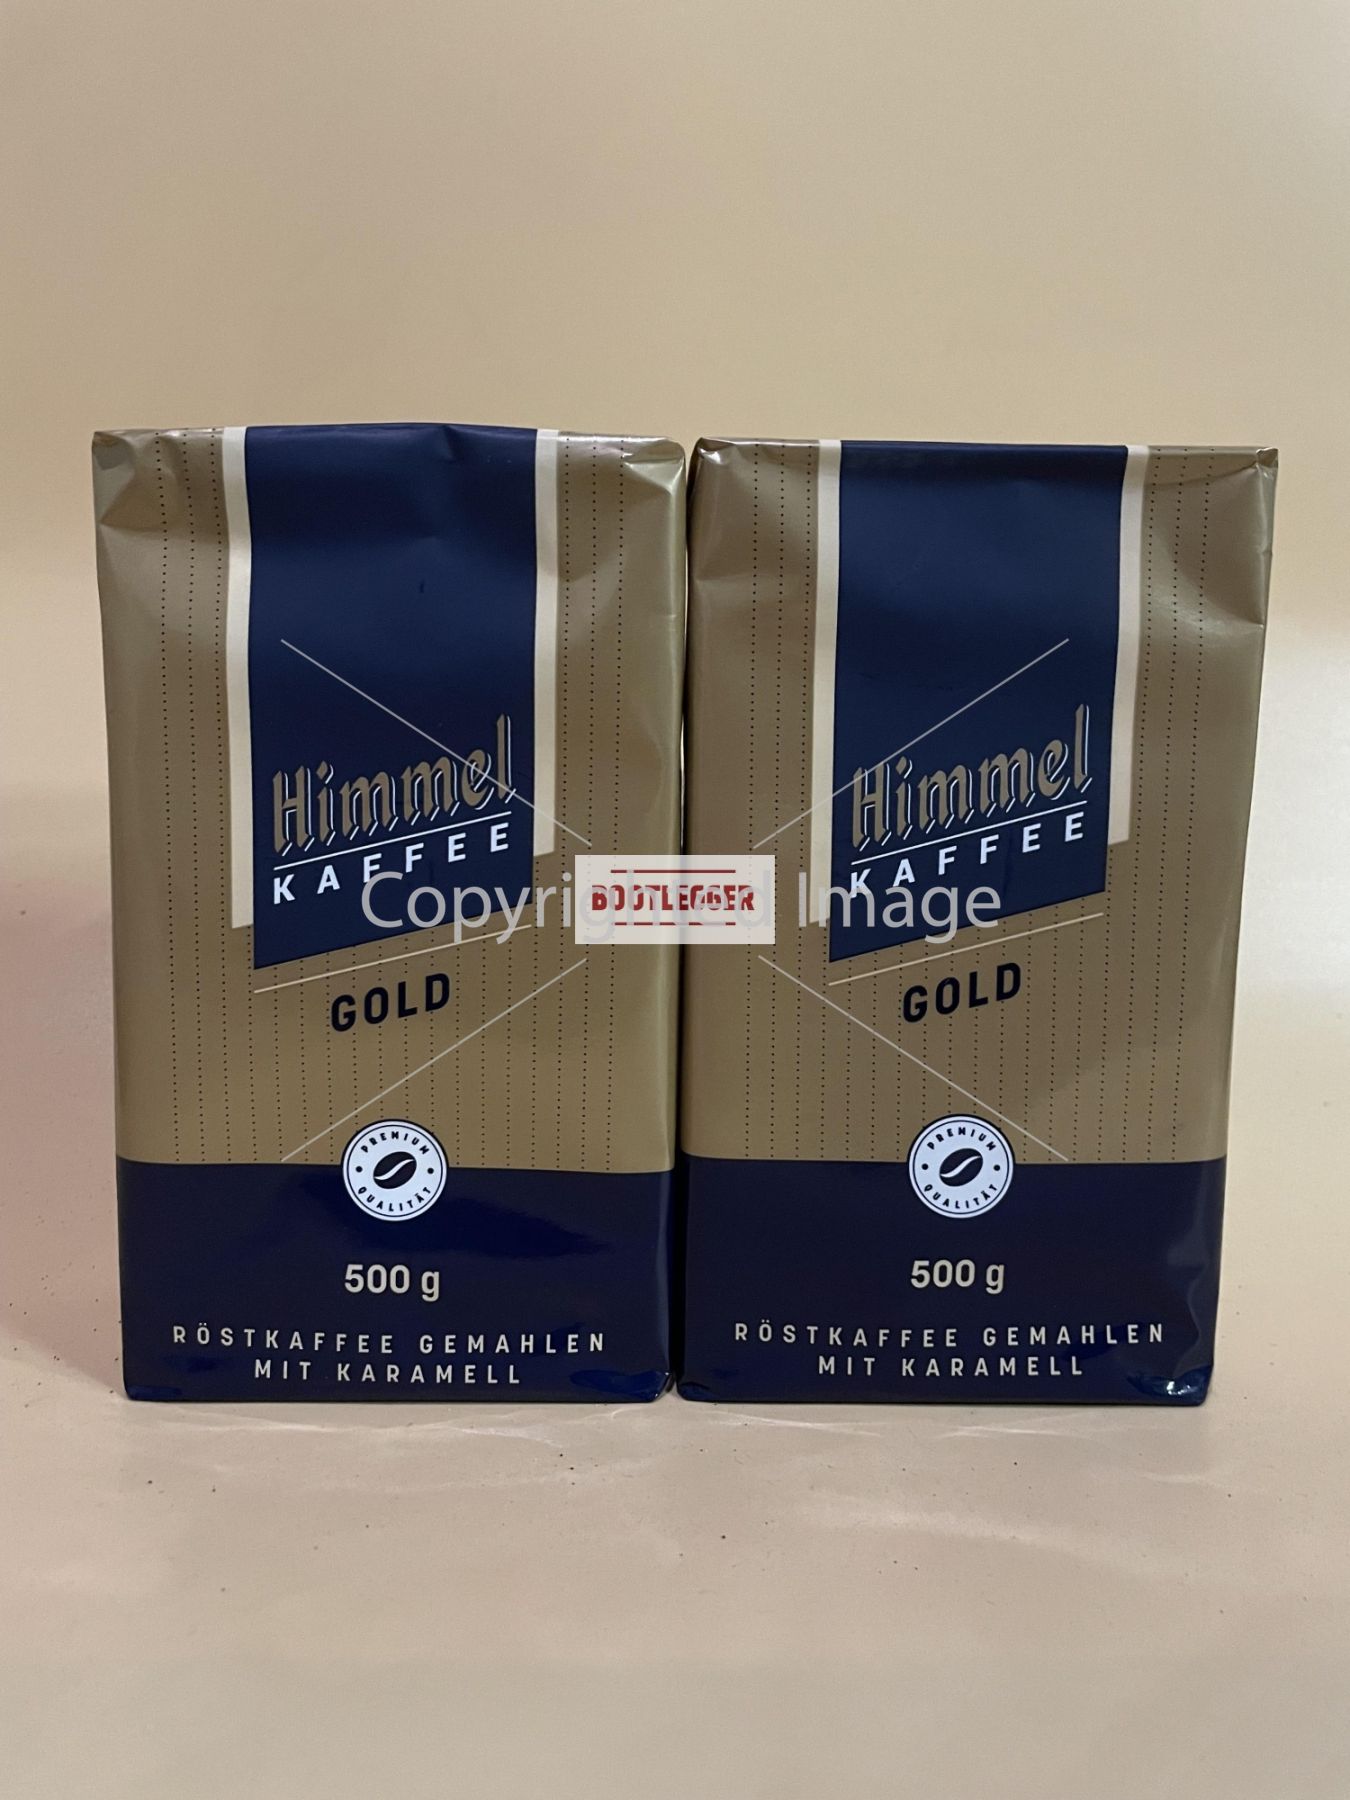 Himmel
KAFFEE
GOLD
PREMIUM
QUALITÄT
500 g
RÖSTKAFFEE GEMAHLEN
MIT KARAMELL
Himmel
KAFFEE
GOLD
PREMIUM
QUALITÄT
500 g
RÖSTKAFFEE GEMAHLEN
MIT KARAMELL
Copyrighted Image
BOOTLEGGER